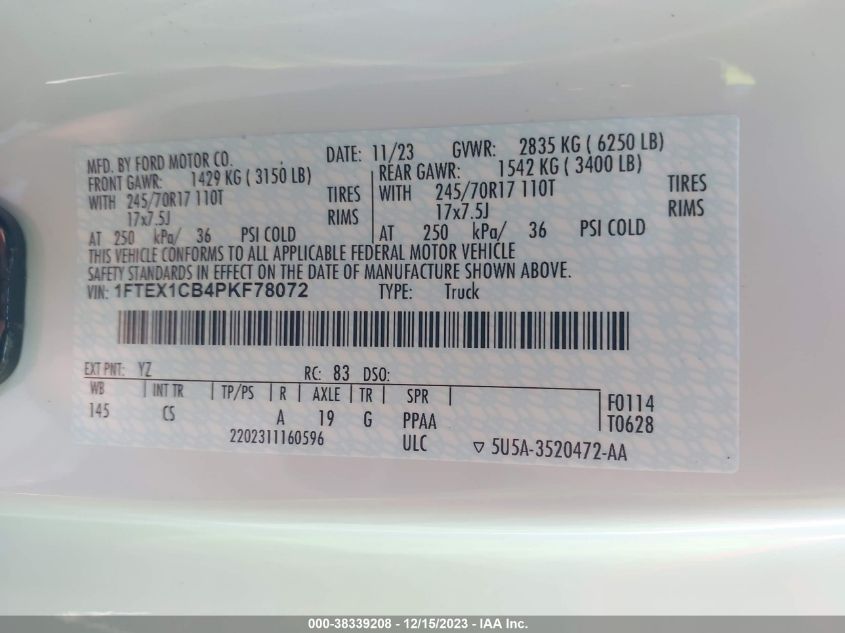 MFD. BY FORD MOTOR CO. DATE: 11/23 GVWR: 2835 KG ( 6250 LB)
FRONT GAWR: 1429 KG ( 3150 LB) REAR GAWR: 1542 KG ( 3400 LB)
WITH 245/70R17 110T TIRES WITH 245/70R17 110T TIRES
17x7.5J RIMS 17x7.5J RIMS
AT 250 kPa/ 36 PSI COLD AT 250 kPa/ 36 PSI COLD
THIS VEHICLE CONFORMS TO ALL APPLICABLE FEDERAL MOTOR VEHICLE
SAFETY STANDARDS IN EFFECT ON THE DATE OF MANUFACTURE SHOWN ABOVE.
VIN: 1FTEX1CB4PKF78072 TYPE: Truck
EXT PNT: YZ RC: 83 DSO:
WB INT TR TP/PS R AXLE TR SPR F0114
145 CS A 19 G PPAA T0628
2202311160596 ULC ▽ 5U5A-3520472-AA
000-38339208 - 12/15/2023 - IAA Inc.